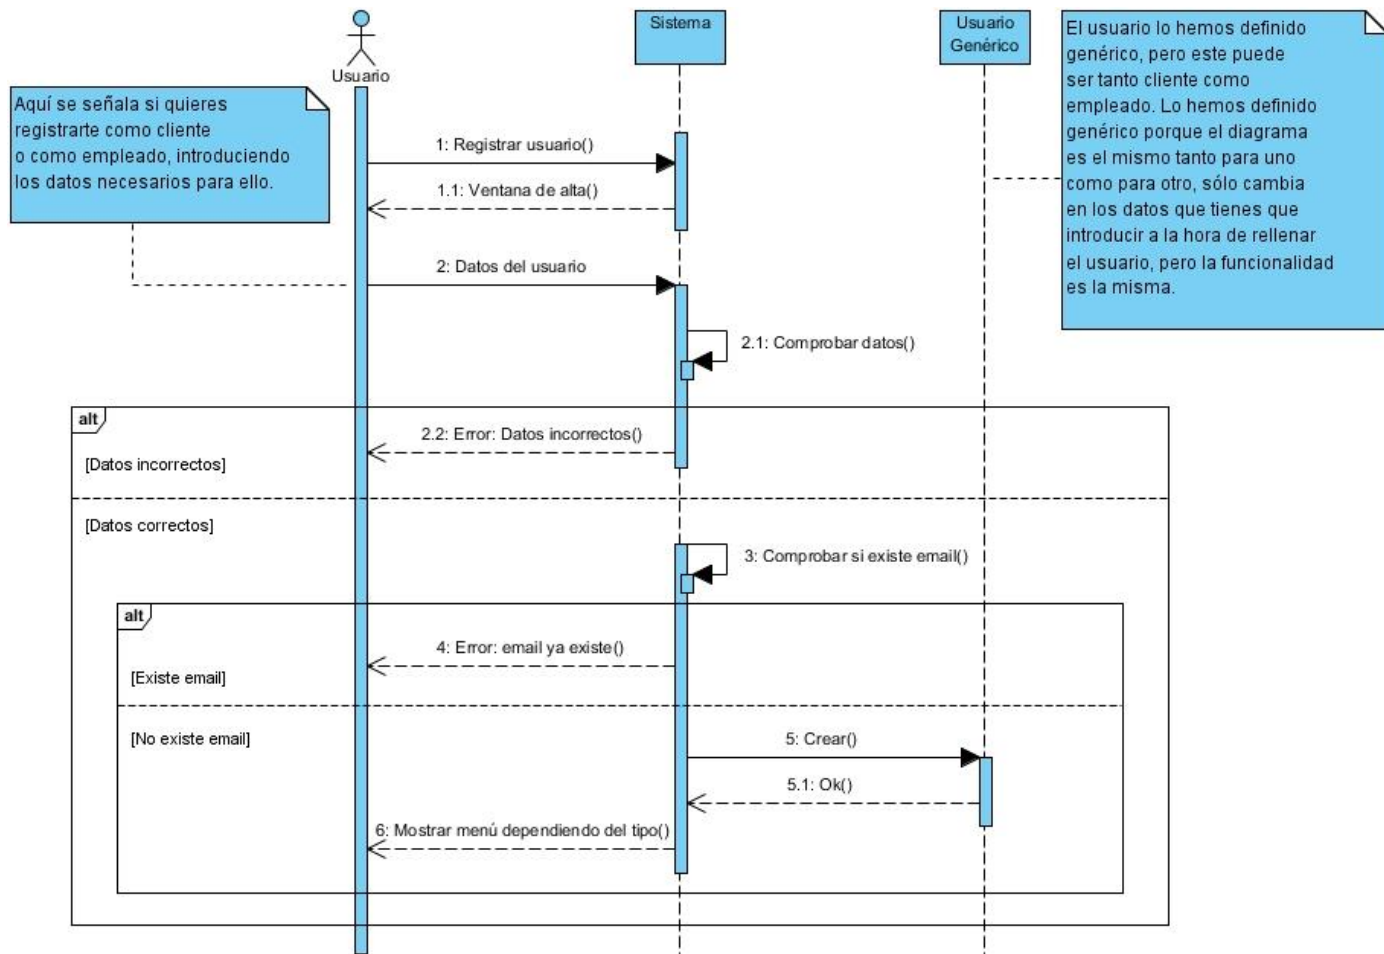 Usuario
Sistema
Usuario
Genérico
El usuario lo hemos definido
genérico, pero este puede
ser tanto cliente como
empleado. Lo hemos definido
genérico porque el diagrama
es el mismo tanto para uno
como para otro, sólo cambia
en los datos que tienes que
introducir a la hora de rellenar
el usuario, pero la funcionalidad
es la misma.
Aquí se señala si quieres
registrarte como cliente
o como empleado, introduciendo
los datos necesarios para ello.
1: Registrar usuario()
1.1: Ventana de alta()
2: Datos del usuario
2.1: Comprobar datos()
alt
2.2: Error: Datos incorrectos()
[Datos incorrectos]
[Datos correctos]
3: Comprobar si existe email()
alt
4: Error: email ya existe()
[Existe email]
[No existe email]
5: Crear()
5.1: Ok()
6: Mostrar menú dependiendo del tipo()